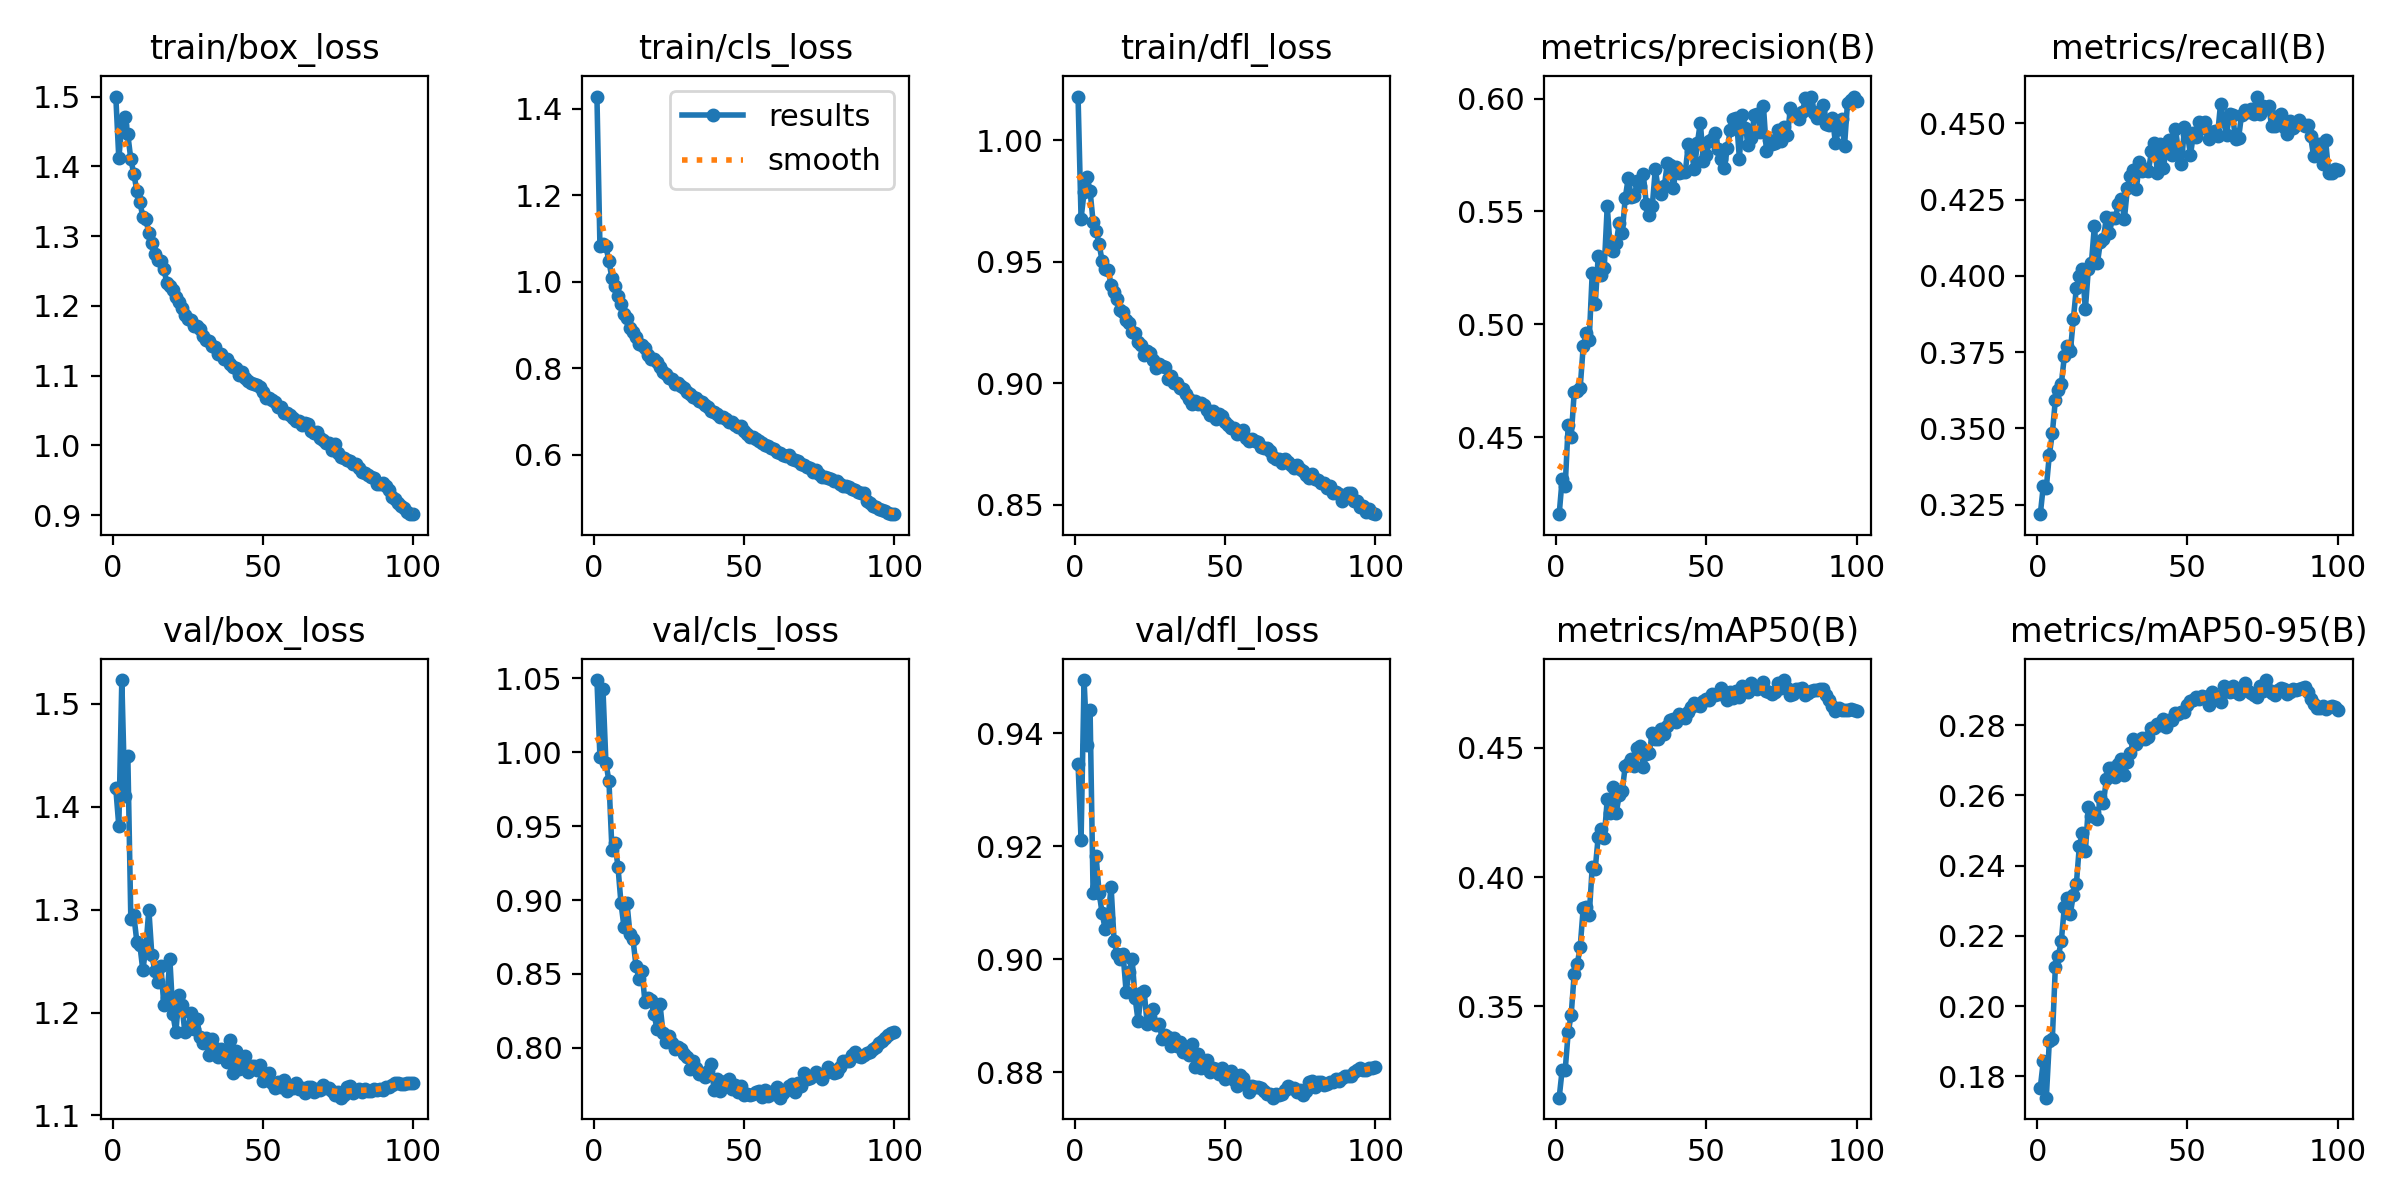 train/box_loss
1.5
1.4
1.3
1.2
1.1
1.0
0.9
0 50 100
train/cls_loss
results
smooth
1.4
1.2
1.0
0.8
0.6
0 50 100
train/dfl_loss
1.00
0.95
0.90
0.85
0 50 100
metrics/precision(B)
0.60
0.55
0.50
0.45
0 50 100
metrics/recall(B)
0.450
0.425
0.400
0.375
0.350
0.325
0 50 100
val/box_loss
1.5
1.4
1.3
1.2
1.1
0 50 100
val/cls_loss
1.05
1.00
0.95
0.90
0.85
0.80
0 50 100
val/dfl_loss
0.94
0.92
0.90
0.88
0 50 100
metrics/mAP50(B)
0.45
0.40
0.35
0 50 100
metrics/mAP50-95(B)
0.28
0.26
0.24
0.22
0.20
0.18
0 50 100